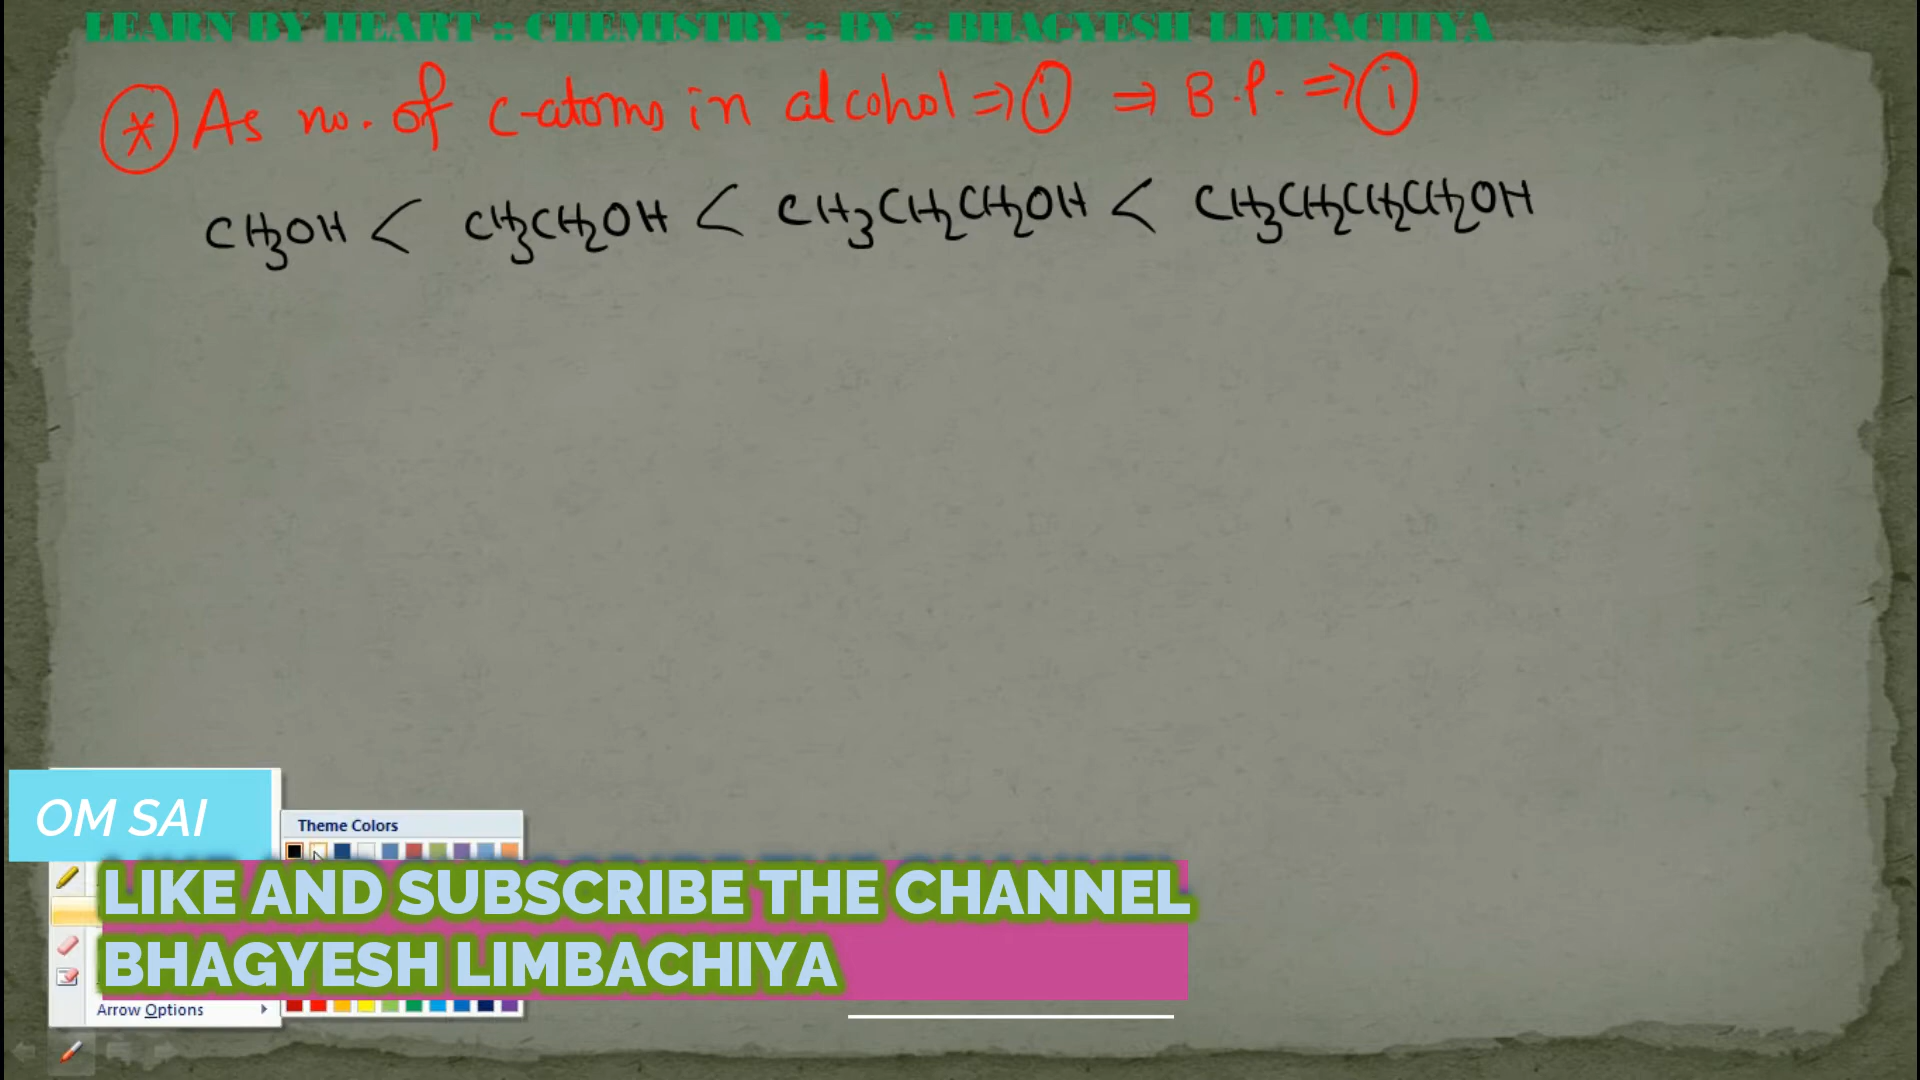 LEARN BY HEART :: CHEMISTRY :: BY :: BHAGYESH LIMBACHIYA
* As no. of C-atoms in alcohol ⇒ i ⇒ B.P. ⇒ i
CH3OH < CH3CH2OH < CH3CH2CH2OH < CH3CH2CH2CH2OH
OM SAI
Theme Colors
LIKE AND SUBSCRIBE THE CHANNEL
BHAGYESH LIMBACHIYA
Arrow Options